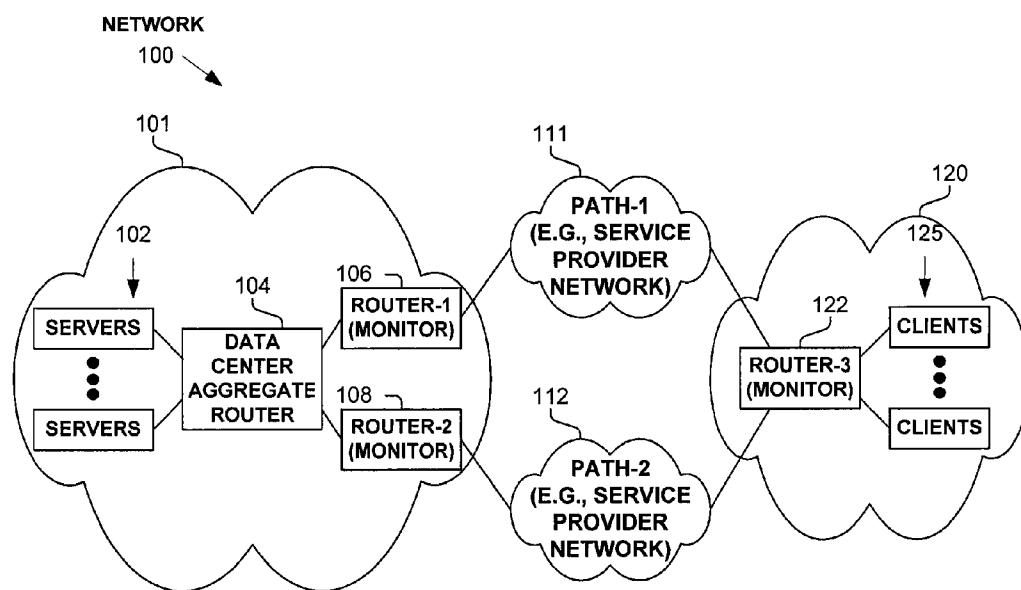 NETWORK
100
101
111
120
102
125
104
106
PATH-1
(E.G., SERVICE
PROVIDER
NETWORK)
122
SERVERS
DATA
CENTER
AGGREGATE
ROUTER
ROUTER-1
(MONITOR)
ROUTER-3
(MONITOR)
CLIENTS
SERVERS
108
ROUTER-2
(MONITOR)
112
PATH-2
(E.G., SERVICE
PROVIDER
NETWORK)
CLIENTS